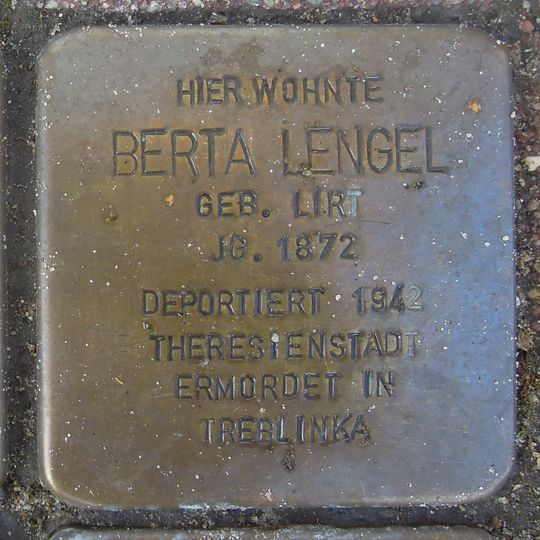 HIER WOHNTE
BERTA LENGEL
GEB. LIRT
JG. 1872
DEPORTIERT 1942
THERESIENSTADT
ERMORDET IN
TREBLINKA